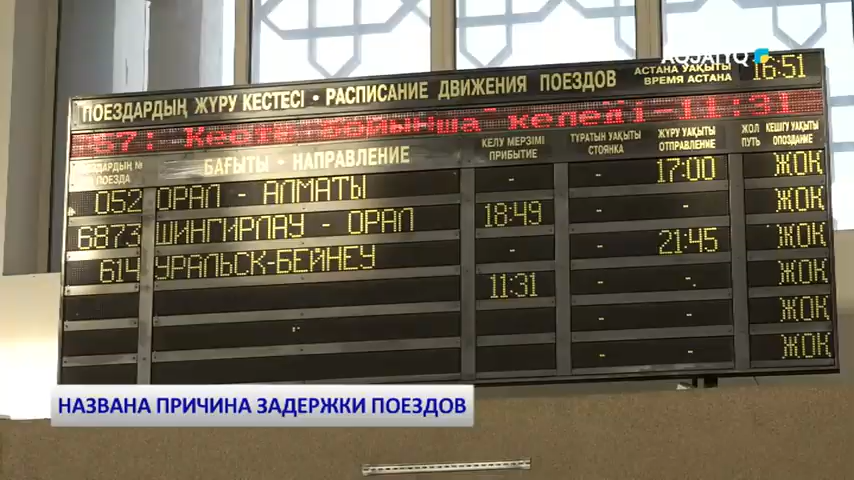 AQJAIYQ
ПОЕЗДАРДЫҢ ЖҮРУ КЕСТЕСІ • РАСПИСАНИЕ ДВИЖЕНИЯ ПОЕЗДОВ
АСТАНА УАҚЫТЫ
ВРЕМЯ АСТАНА
16:51
келеді-11:31
ПОЕЗДА
БАҒЫТЫ • НАПРАВЛЕНИЕ
КЕЛУ МЕРЗІМІ
ПРИБЫТИЕ
ТҰРАТЫН УАҚЫТЫ
СТОЯНКА
ЖҮРУ УАҚЫТЫ
ОТПРАВЛЕНИЕ
ЖОЛ
ПУТЬ
КЕШІГУ УАҚЫТЫ
ОПОЗДАНИЕ
052 ОРАЛ - АЛМАТЫ - - 17:00 ЖОҚ
6873 ШИНГИРЛАУ - ОРАЛ 18:49 - - ЖОҚ
614 УРАЛЬСК-БЕЙНЕУ - - 21:45 ЖОҚ
11:31 - - ЖОҚ
- - ЖОҚ
- - ЖОҚ
НАЗВАНА ПРИЧИНА ЗАДЕРЖКИ ПОЕЗДОВ